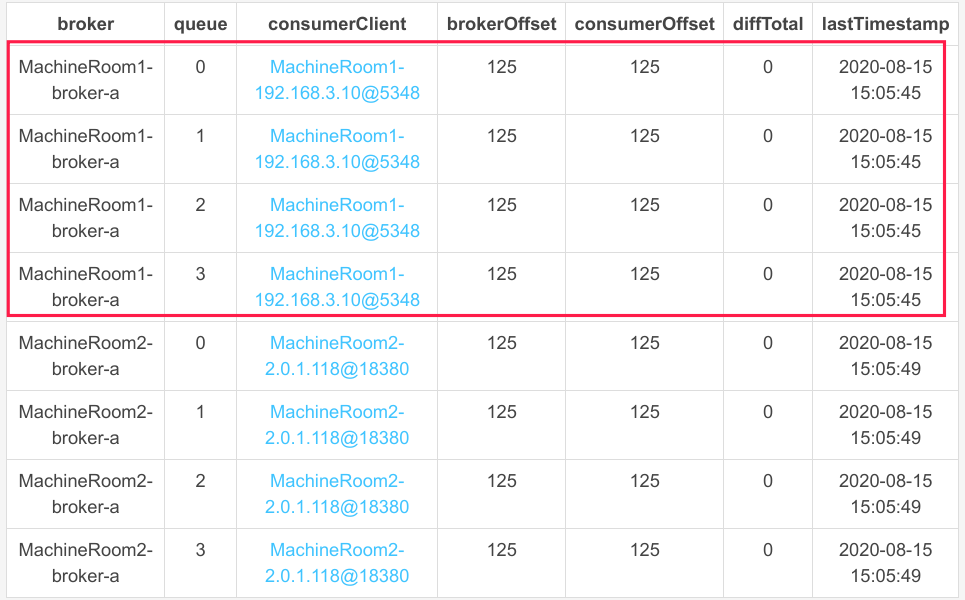 broker queue consumerClient brokerOffset consumerOffset diffTotal lastTimestamp
MachineRoom1- 0 MachineRoom1- 125 125 0 2020-08-15
broker-a 192.168.3.10@5348 15:05:45
MachineRoom1- 1 MachineRoom1- 125 125 0 2020-08-15
broker-a 192.168.3.10@5348 15:05:45
MachineRoom1- 2 MachineRoom1- 125 125 0 2020-08-15
broker-a 192.168.3.10@5348 15:05:45
MachineRoom1- 3 MachineRoom1- 125 125 0 2020-08-15
broker-a 192.168.3.10@5348 15:05:45
MachineRoom2- 0 MachineRoom2- 125 125 0 2020-08-15
broker-a 2.0.1.118@18380 15:05:49
MachineRoom2- 1 MachineRoom2- 125 125 0 2020-08-15
broker-a 2.0.1.118@18380 15:05:49
MachineRoom2- 2 MachineRoom2- 125 125 0 2020-08-15
broker-a 2.0.1.118@18380 15:05:49
MachineRoom2- 3 MachineRoom2- 125 125 0 2020-08-15
broker-a 2.0.1.118@18380 15:05:49